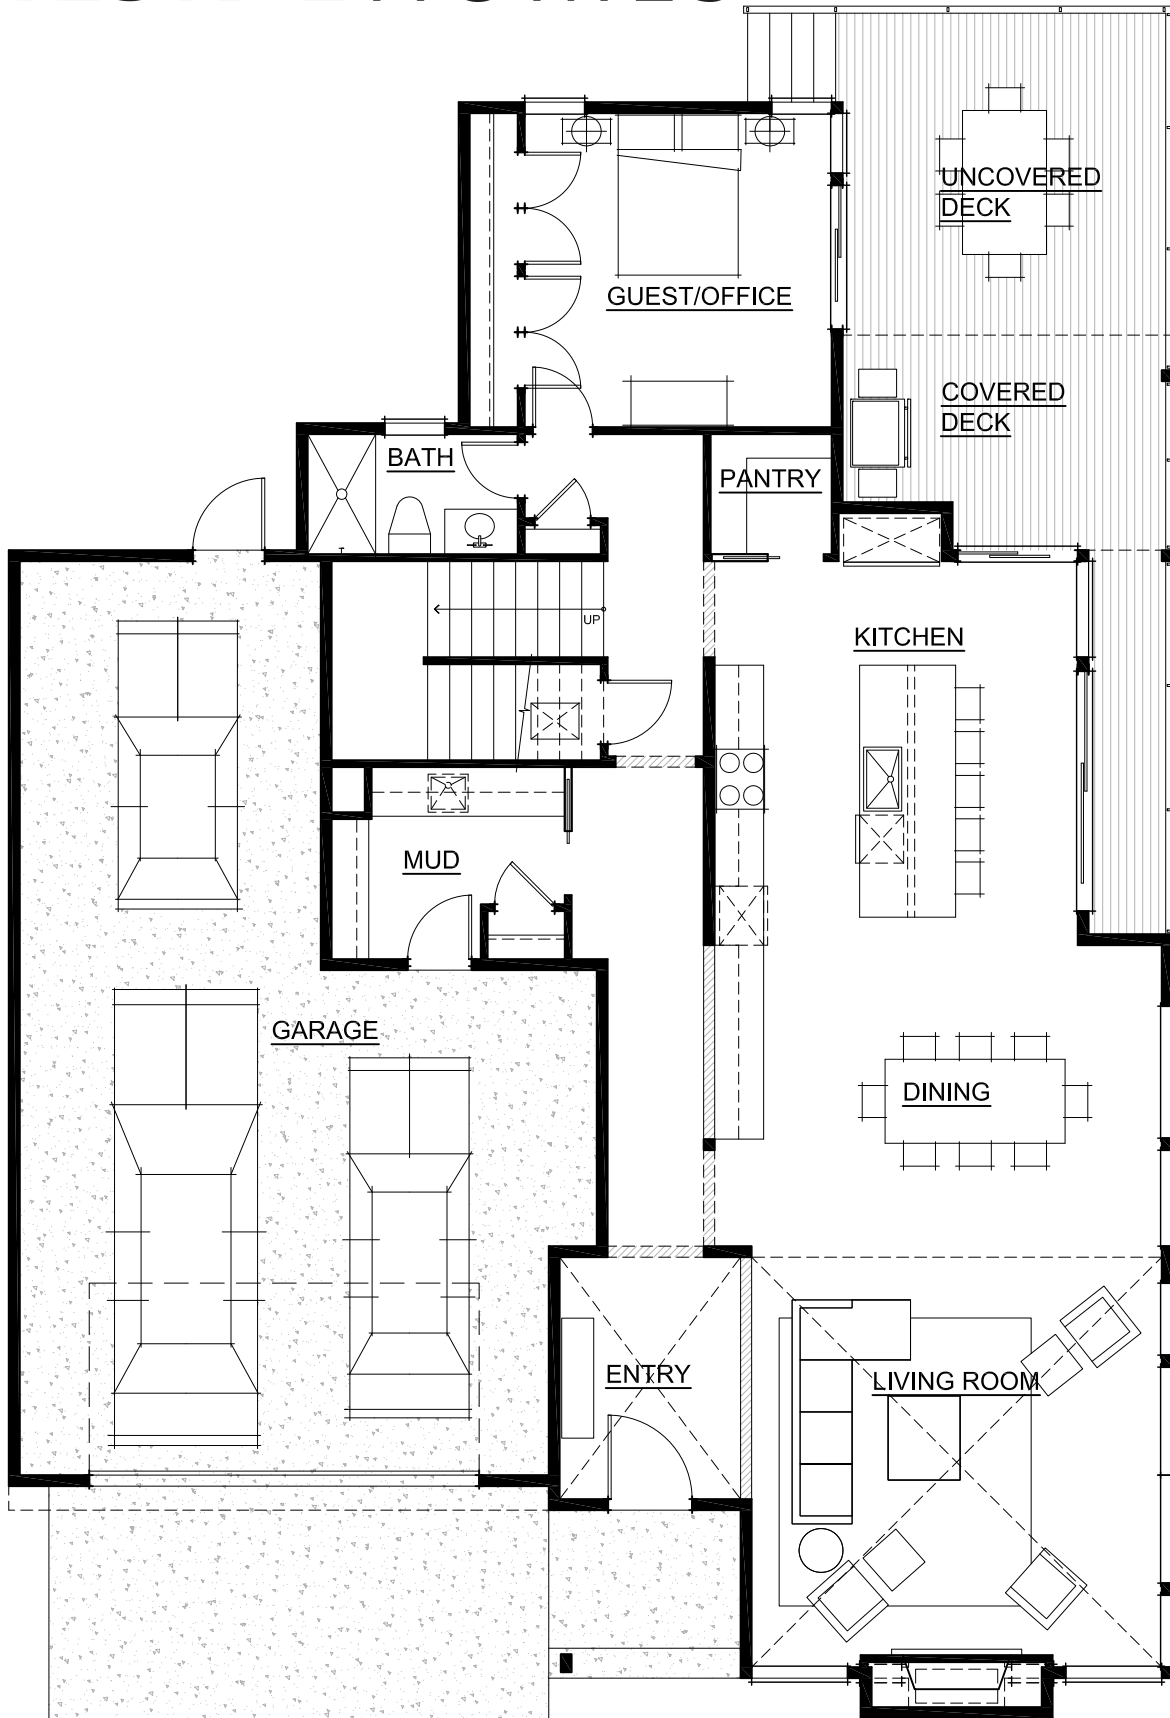 UNCOVERED
DECK
GUEST/OFFICE
COVERED
DECK
BATH
PANTRY
UP
KITCHEN
MUD
GARAGE
DINING
ENTRY
LIVING ROOM